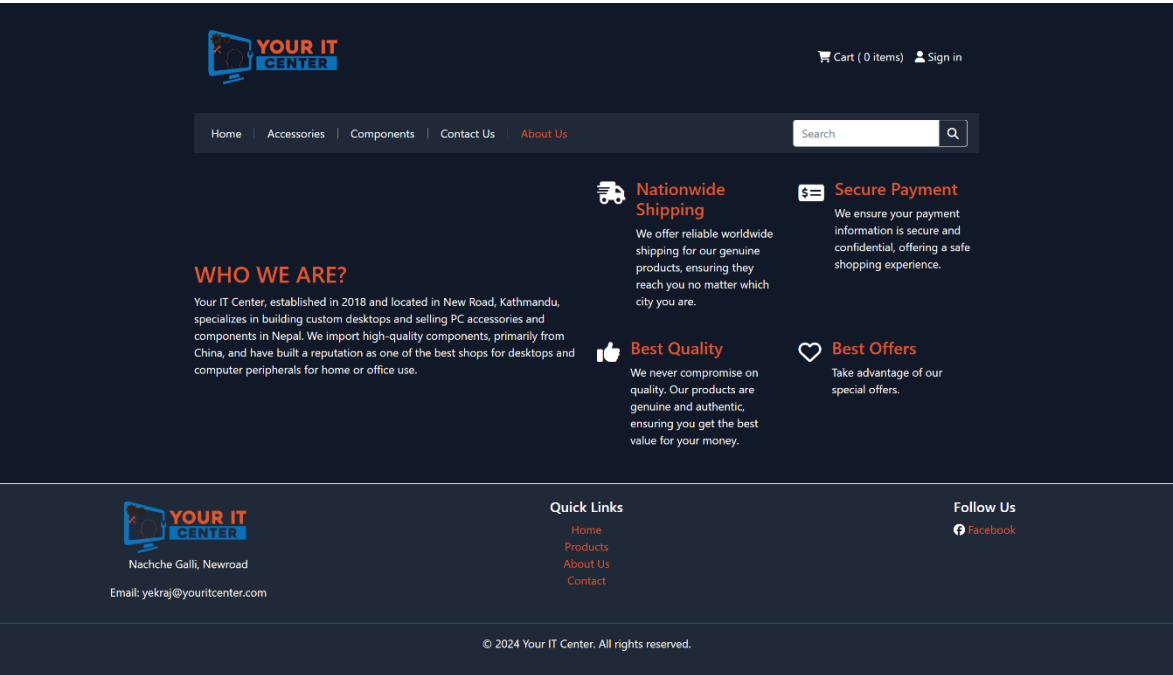 YOUR IT
CENTER
Cart ( 0 items) Sign in
Home | Accessories | Components | Contact Us | About Us
Search
WHO WE ARE?
Your IT Center, established in 2018 and located in New Road, Kathmandu,
specializes in building custom desktops and selling PC accessories and
components in Nepal. We import high-quality components, primarily from
China, and have built a reputation as one of the best shops for desktops and
computer peripherals for home or office use.
Nationwide
Shipping
We offer reliable worldwide
shipping for our genuine
products, ensuring they
reach you no matter which
city you are.
Secure Payment
We ensure your payment
information is secure and
confidential, offering a safe
shopping experience.
Best Quality
We never compromise on
quality. Our products are
genuine and authentic,
ensuring you get the best
value for your money.
Best Offers
Take advantage of our
special offers.
YOUR IT
CENTER
Nachche Galli, Newroad
Email: yekraj@youritcenter.com
Quick Links
Home
Products
About Us
Contact
Follow Us
Facebook
© 2024 Your IT Center. All rights reserved.